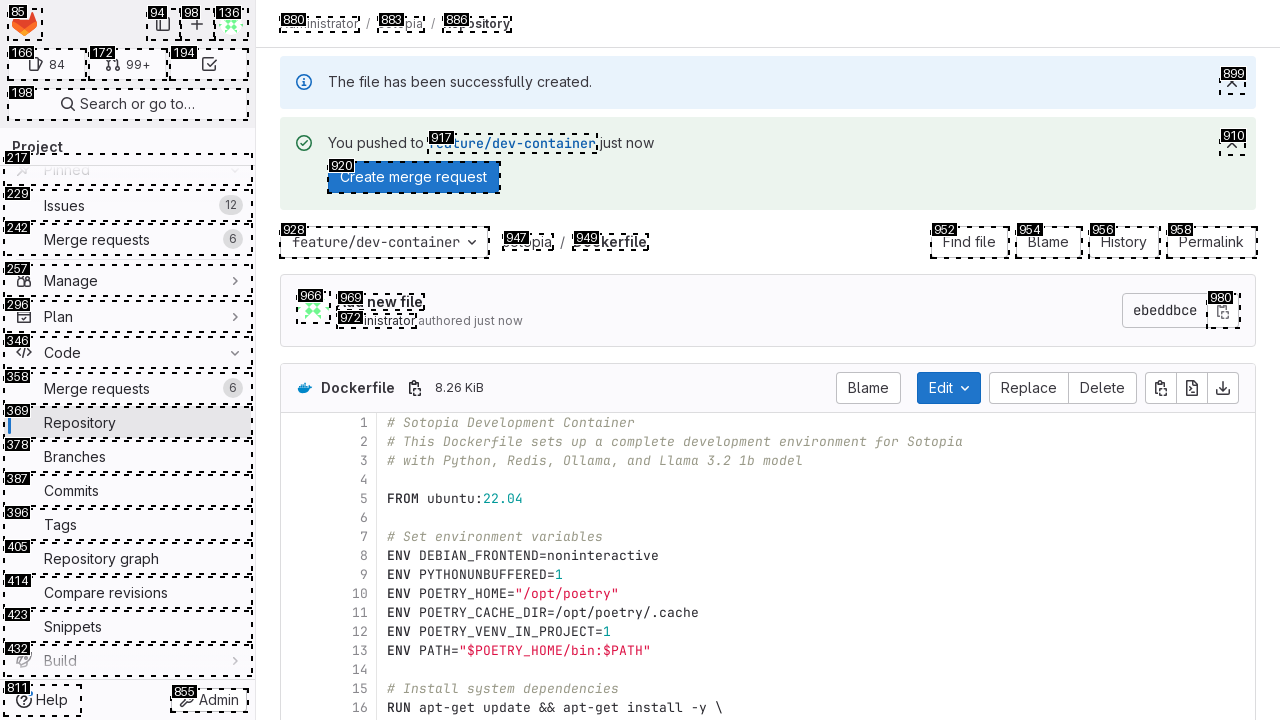 85
94
98
136
166
84
172
99+
194
198
Search or go to…
Project
217
Pinned
229
Issues
12
242
Merge requests
6
257
Manage
296
Plan
346
Code
358
Merge requests
6
369
Repository
378
Branches
387
Commits
396
Tags
405
Repository graph
414
Compare revisions
423
Snippets
432
Build
811
Help
855
Admin
880
/
883
/
886
The file has been successfully created.
899
You pushed to
917
feature/dev-container
just now
910
920
Create merge request
928
feature/dev-container
947
/
949
Dockerfile
952
Find file
954
Blame
956
History
958
Permalink
966
969
Add new file
972
authored just now
ebeddbce
980
Dockerfile
8.26 KiB
Blame
Edit
Replace
Delete
1 # Sotopia Development Container
2 # This Dockerfile sets up a complete development environment for Sotopia
3 # with Python, Redis, Ollama, and Llama 3.2 1b model
4
5 FROM ubuntu:22.04
6
7 # Set environment variables
8 ENV DEBIAN_FRONTEND=noninteractive
9 ENV PYTHONUNBUFFERED=1
10 ENV POETRY_HOME="/opt/poetry"
11 ENV POETRY_CACHE_DIR=/opt/poetry/.cache
12 ENV POETRY_VENV_IN_PROJECT=1
13 ENV PATH="$POETRY_HOME/bin:$PATH"
14
15 # Install system dependencies
16 RUN apt-get update && apt-get install -y \